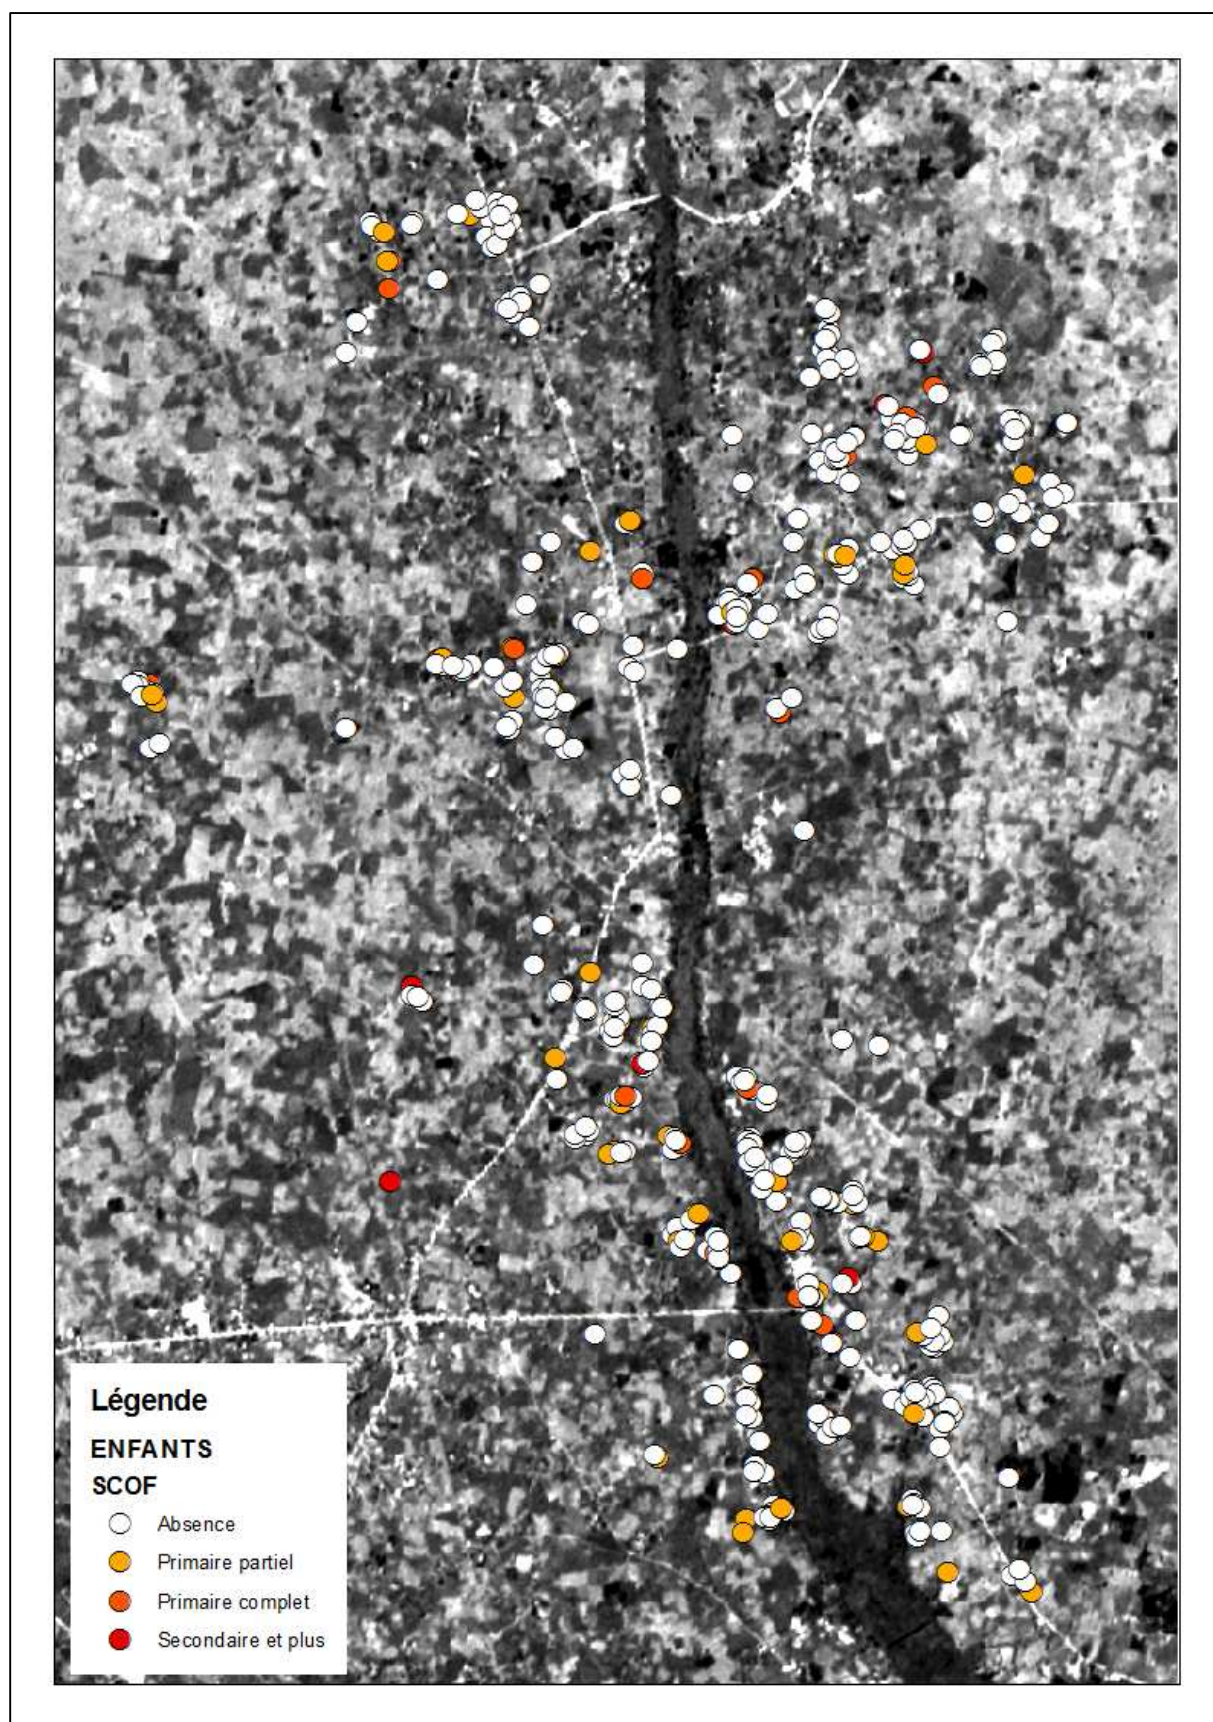 Légende
ENFANTS
SCOF
Absence
Primaire partiel
Primaire complet
Secondaire et plus